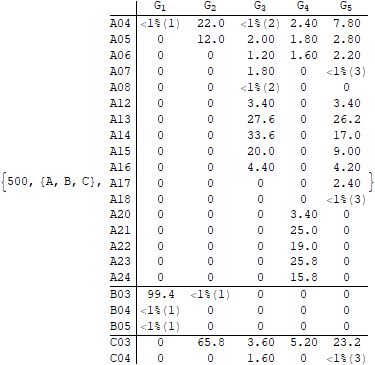 G1 G2 G3 G4 G5
A04 <1%(1) 22.0 <1%(2) 2.40 7.80
A05 0 12.0 2.00 1.80 2.80
A06 0 0 1.20 1.60 2.20
A07 0 0 1.80 0 <1%(3)
A08 0 0 <1%(2) 0 0
A12 0 0 3.40 0 3.40
A13 0 0 27.6 0 26.2
A14 0 0 33.6 0 17.0
A15 0 0 20.0 0 9.00
A16 0 0 4.40 0 4.20
{500, {A, B, C}, A17 0 0 0 0 2.40 }
A18 0 0 0 0 <1%(3)
A20 0 0 0 3.40 0
A21 0 0 0 25.0 0
A22 0 0 0 19.0 0
A23 0 0 0 25.8 0
A24 0 0 0 15.8 0
B03 99.4 <1%(1) 0 0 0
B04 <1%(1) 0 0 0 0
B05 <1%(1) 0 0 0 0
C03 0 65.8 3.60 5.20 23.2
C04 0 0 1.60 0 <1%(3)